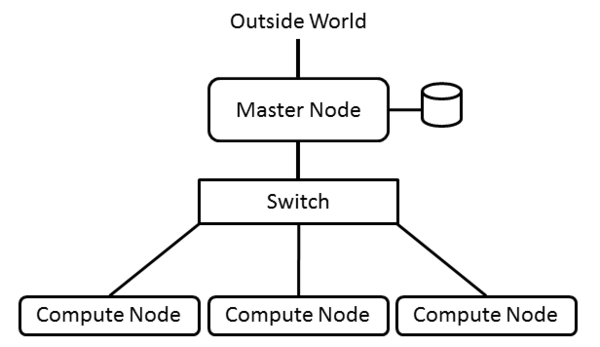 Outside World
Master Node
Switch
Compute Node
Compute Node
Compute Node